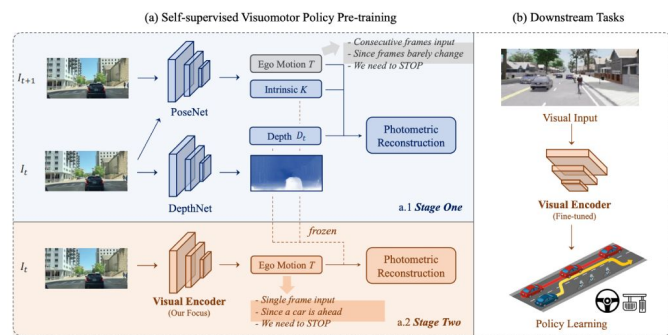 (a) Self-supervised Visuomotor Policy Pre-training
(b) Downstream Tasks
I_{t+1}
PoseNet
Ego Motion T
- Consecutive frames input
- Since frames barely change
- We need to STOP
Intrinsic K
I_t
DepthNet
Depth D_t
Photometric
Reconstruction
a.1 Stage One
frozen
I_t
Visual Encoder
(Our Focus)
Ego Motion T
Photometric
Reconstruction
- Single frame input
- Since a car is ahead
- We need to STOP
a.2 Stage Two
Visual Input
Visual Encoder
(Fine-tuned)
Policy Learning